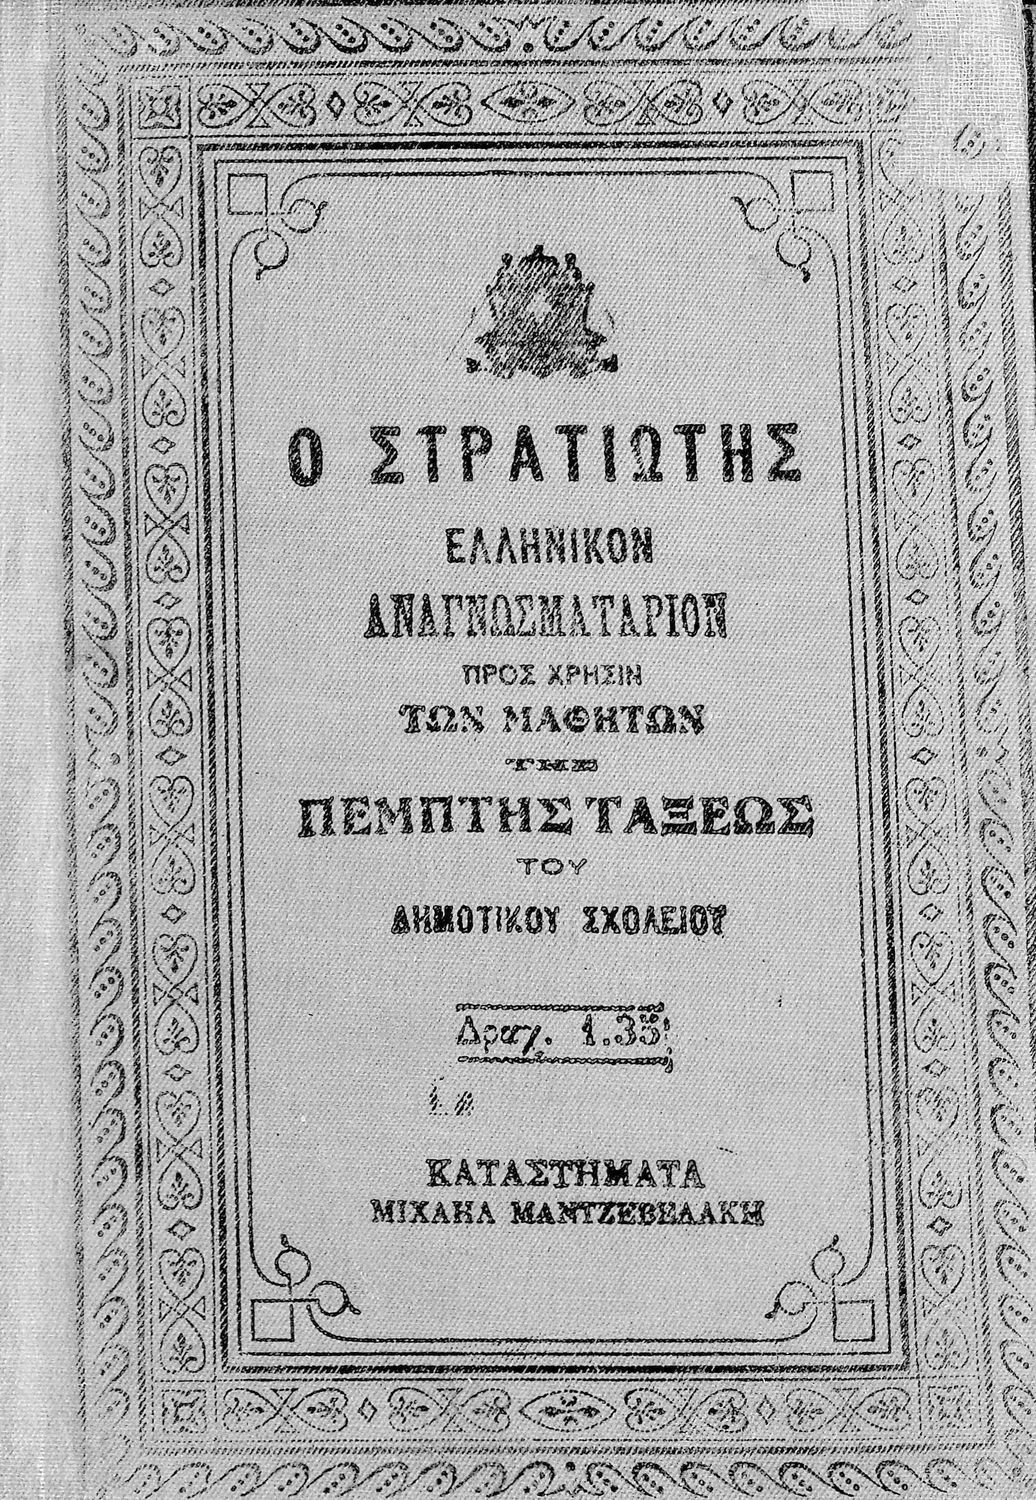 Ο ΣΤΡΑΤΙΩΤΗΣ
ΕΛΛΗΝΙΚΟΝ
ΑΝΑΓΝΩΣΜΑΤΑΡΙΟΝ
ΠΡΟΣ ΧΡΗΣΙΝ
ΤΩΝ ΜΑΘΗΤΩΝ
ΤΗΣ
ΠΕΜΠΤΗΣ ΤΑΞΕΩΣ
ΤΟΥ
ΔΗΜΟΤΙΚΟΥ ΣΧΟΛΕΙΟΥ
Δραχ. 1.35
ΚΑΤΑΣΤΗΜΑΤΑ
ΜΙΧΑΗΛ ΜΑΝΤΖΕΒΕΛΑΚΗ